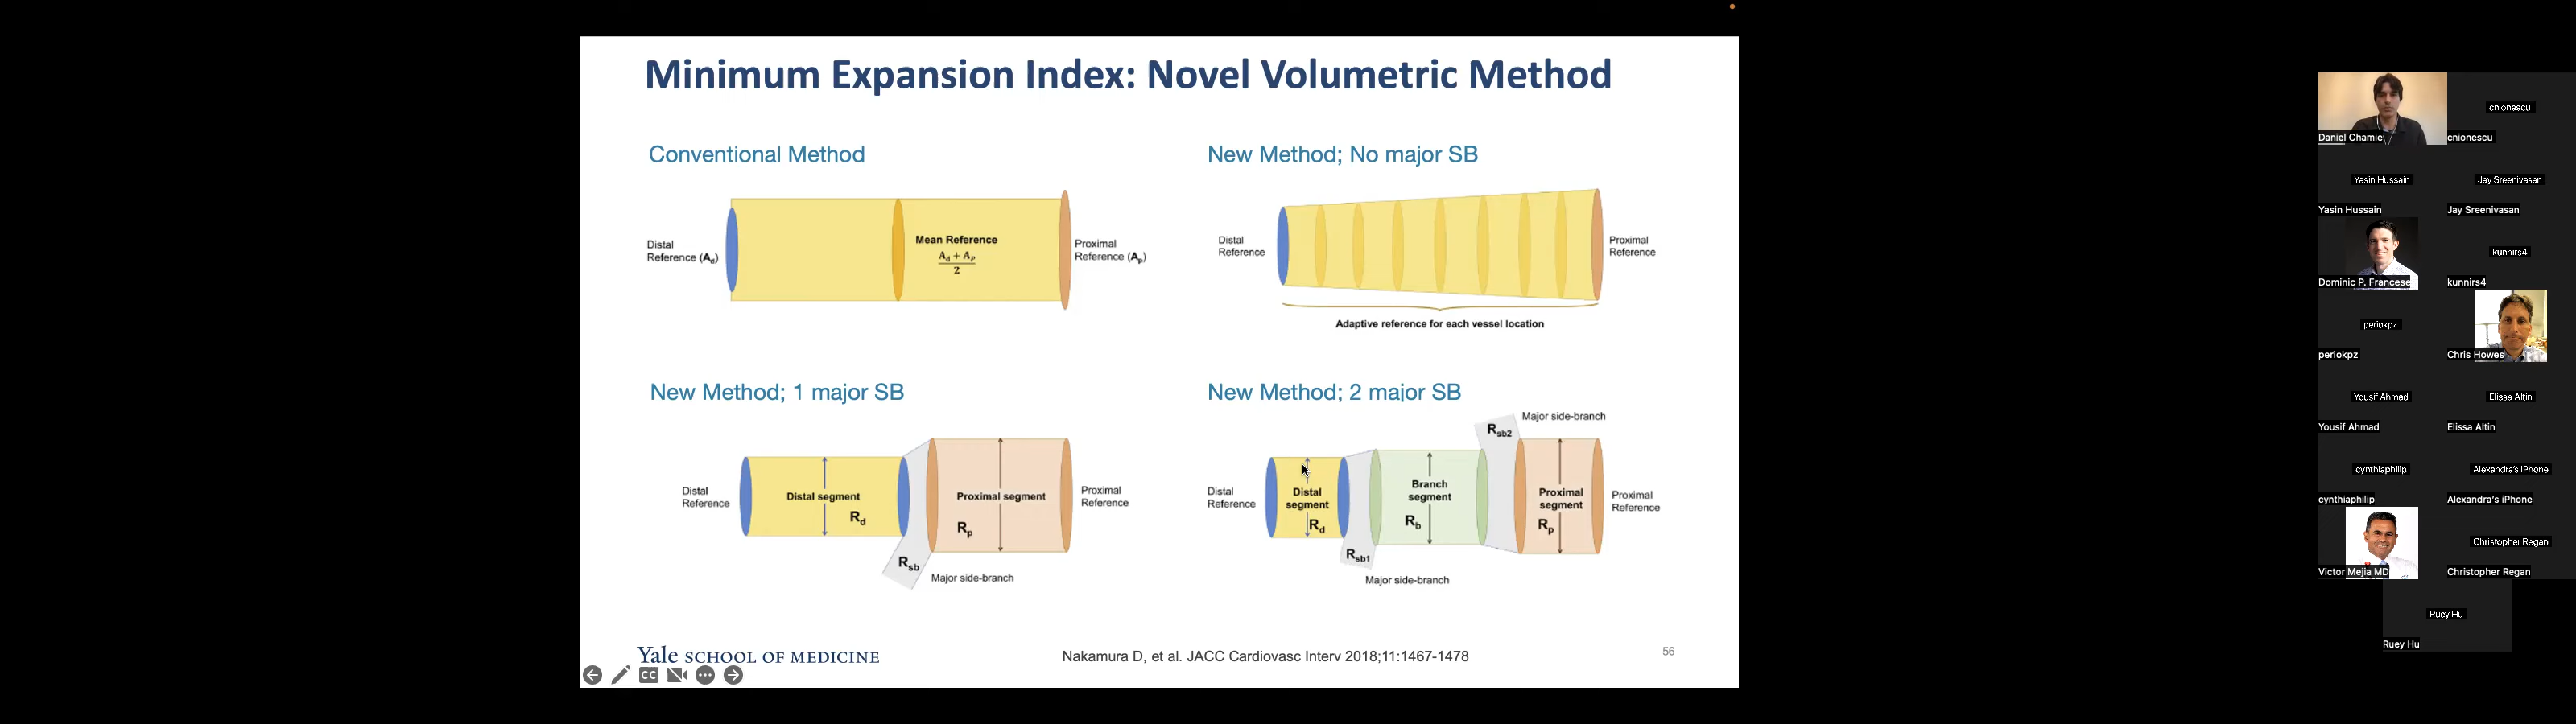 Minimum Expansion Index: Novel Volumetric Method
Conventional Method
Distal
Reference (Ad)
Mean Reference
Ad + AP
2
Proximal
Reference (Ap)
New Method; No major SB
Distal
Reference
Proximal
Reference
Adaptive reference for each vessel location
New Method; 1 major SB
Distal
Reference
Distal segment
Rd
Rsb
Proximal segment
Rp
Proximal
Reference
Major side-branch
New Method; 2 major SB
Major side-branch
Rsb2
Distal
Reference
Distal
segment
Rd
Rsb1
Branch
segment
Rb
Proximal
segment
Rp
Proximal
Reference
Major side-branch
Yale SCHOOL OF MEDICINE
Nakamura D, et al. JACC Cardiovasc Interv 2018;11:1467-1478
56
CC
Daniel Chamie
cnionescu
cnionescu
Yasin Hussain
Yasin Hussain
Jay Sreenivasan
Jay Sreenivasan
Dominic P. Francese
kunnirs4
kunnirs4
periokpz
periokpz
Chris Howes
Yousif Ahmad
Yousif Ahmad
Elissa Altin
Elissa Altin
cynthiaphilip
cynthiaphilip
Alexandra's iPhone
Alexandra's iPhone
Victor Mejia MD
Christopher Regan
Christopher Regan
Ruey Hu
Ruey Hu